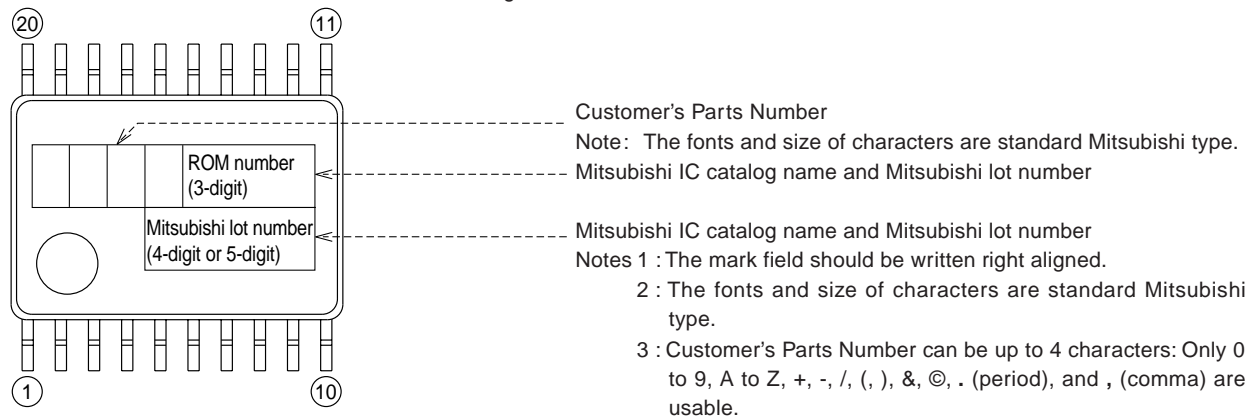 20
11
Customer's Parts Number
Note: The fonts and size of characters are standard Mitsubishi type.
ROM number
(3-digit)
Mitsubishi IC catalog name and Mitsubishi lot number
Mitsubishi lot number
(4-digit or 5-digit)
Mitsubishi IC catalog name and Mitsubishi lot number
Notes 1 : The mark field should be written right aligned.
2 : The fonts and size of characters are standard Mitsubishi
type.
3 : Customer's Parts Number can be up to 4 characters: Only 0
to 9, A to Z, +, -, /, (, ), &, ©, . (period), and , (comma) are
usable.
1
10